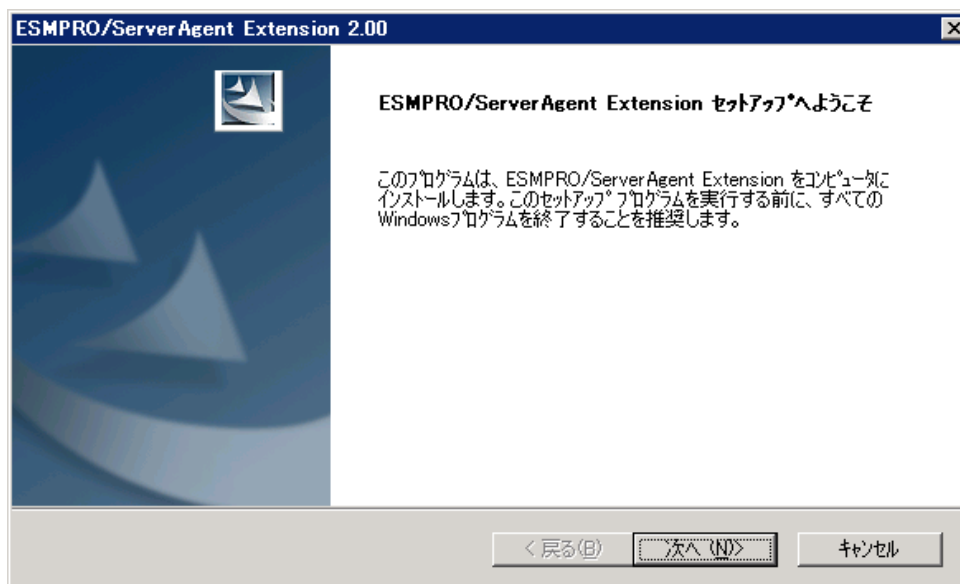 ESMPRO/ServerAgent Extension 2.00
ESMPRO/ServerAgent Extension セットアップへようこそ
このプログラムは、ESMPRO/ServerAgent Extension をコンピュータに
インストールします。このセットアップ プログラムを実行する前に、すべての
Windowsプログラムを終了することを推奨します。
< 戻る(B)
次へ (N)>
キャンセル